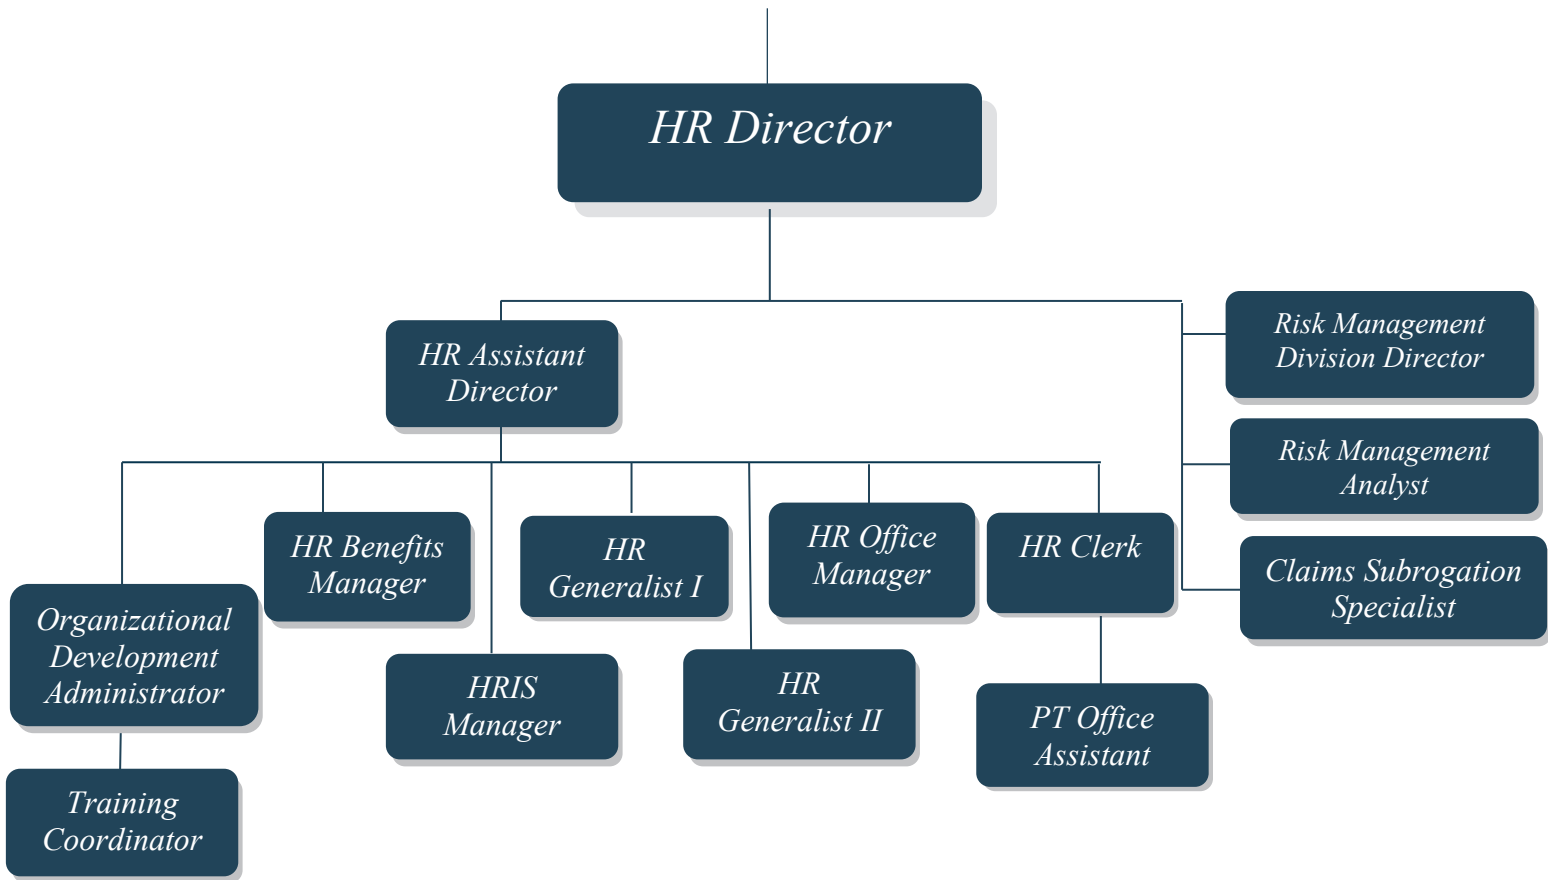 HR Director
HR Assistant
Director
Risk Management
Division Director
Risk Management
Analyst
Claims Subrogation
Specialist
Organizational
Development
Administrator
HR Benefits
Manager
HRIS
Manager
HR
Generalist I
HR
Generalist II
HR Office
Manager
HR Clerk
PT Office
Assistant
Training
Coordinator